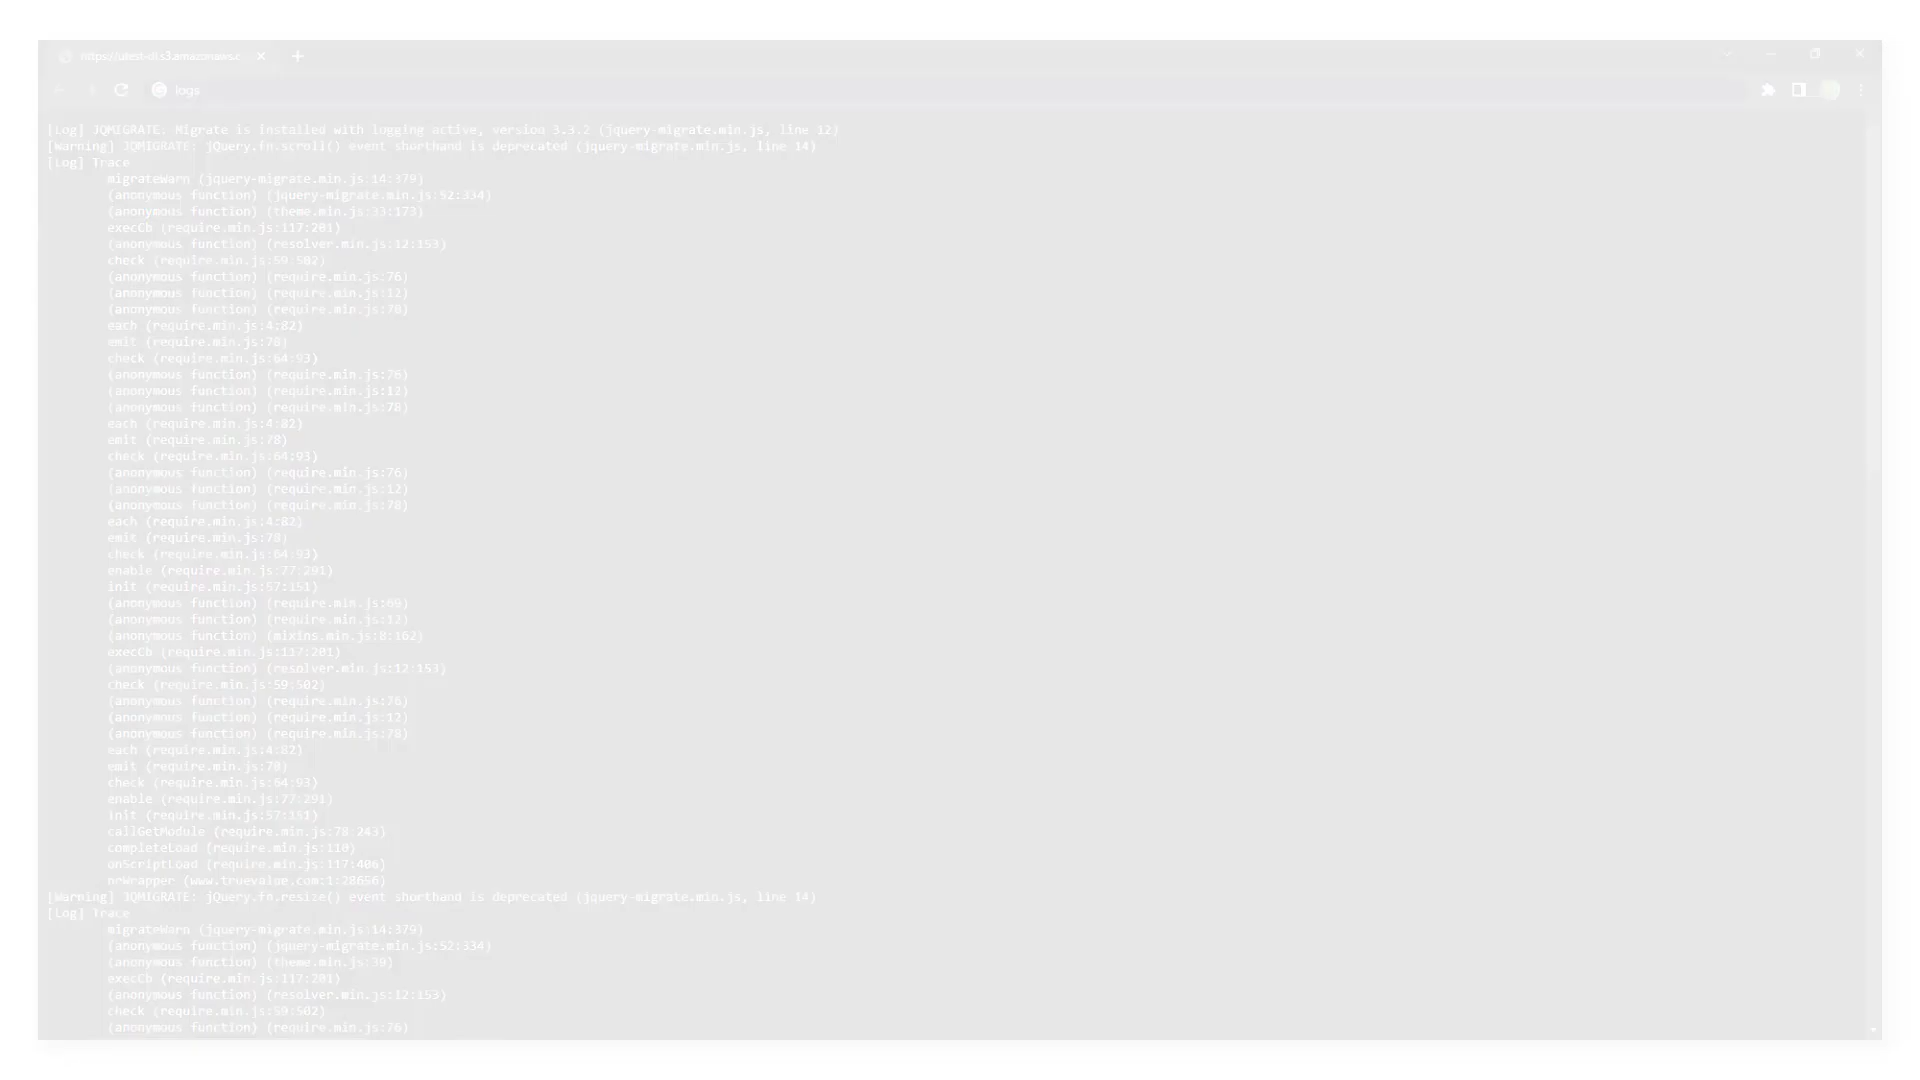 https://utest-dl.s3.amazonaws.c
logs
[Log] JQMIGRATE: Migrate is installed with logging active, version 3.3.2 (jquery-migrate.min.js, line 12)
[Warning] JQMIGRATE: jQuery.fn.scroll() event shorthand is deprecated (jquery-migrate.min.js, line 14)
[Log] Trace
migrateWarn (jquery-migrate.min.js:14:379)
(anonymous function) (jquery-migrate.min.js:52:334)
(anonymous function) (theme.min.js:33:173)
execCb (require.min.js:117:201)
(anonymous function) (resolver.min.js:12:153)
check (require.min.js:59:502)
(anonymous function) (require.min.js:76)
(anonymous function) (require.min.js:12)
(anonymous function) (require.min.js:78)
each (require.min.js:4:82)
emit (require.min.js:78)
check (require.min.js:64:93)
(anonymous function) (require.min.js:76)
(anonymous function) (require.min.js:12)
(anonymous function) (require.min.js:78)
each (require.min.js:4:82)
emit (require.min.js:78)
check (require.min.js:64:93)
(anonymous function) (require.min.js:76)
(anonymous function) (require.min.js:12)
(anonymous function) (require.min.js:78)
each (require.min.js:4:82)
emit (require.min.js:78)
check (require.min.js:64:93)
enable (require.min.js:77:291)
init (require.min.js:57:151)
(anonymous function) (require.min.js:69)
(anonymous function) (require.min.js:12)
(anonymous function) (mixins.min.js:8:162)
execCb (require.min.js:117:201)
(anonymous function) (resolver.min.js:12:153)
check (require.min.js:59:502)
(anonymous function) (require.min.js:76)
(anonymous function) (require.min.js:12)
(anonymous function) (require.min.js:78)
each (require.min.js:4:82)
emit (require.min.js:78)
check (require.min.js:64:93)
enable (require.min.js:77:291)
init (require.min.js:57:151)
callGetModule (require.min.js:78:243)
completeLoad (require.min.js:110)
onScriptLoad (require.min.js:117:406)
nrWrapper (www.truevalue.com:1:20656)
[Warning] JQMIGRATE: jQuery.fn.resize() event shorthand is deprecated (jquery-migrate.min.js, line 14)
[Log] Trace
migrateWarn (jquery-migrate.min.js:14:379)
(anonymous function) (jquery-migrate.min.js:52:334)
(anonymous function) (theme.min.js:39)
execCb (require.min.js:117:201)
(anonymous function) (resolver.min.js:12:153)
check (require.min.js:59:502)
(anonymous function) (require.min.js:76)